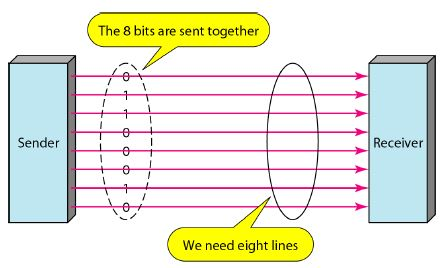 The 8 bits are sent together
Sender
0
1
1
0
0
0
1
0
Receiver
We need eight lines